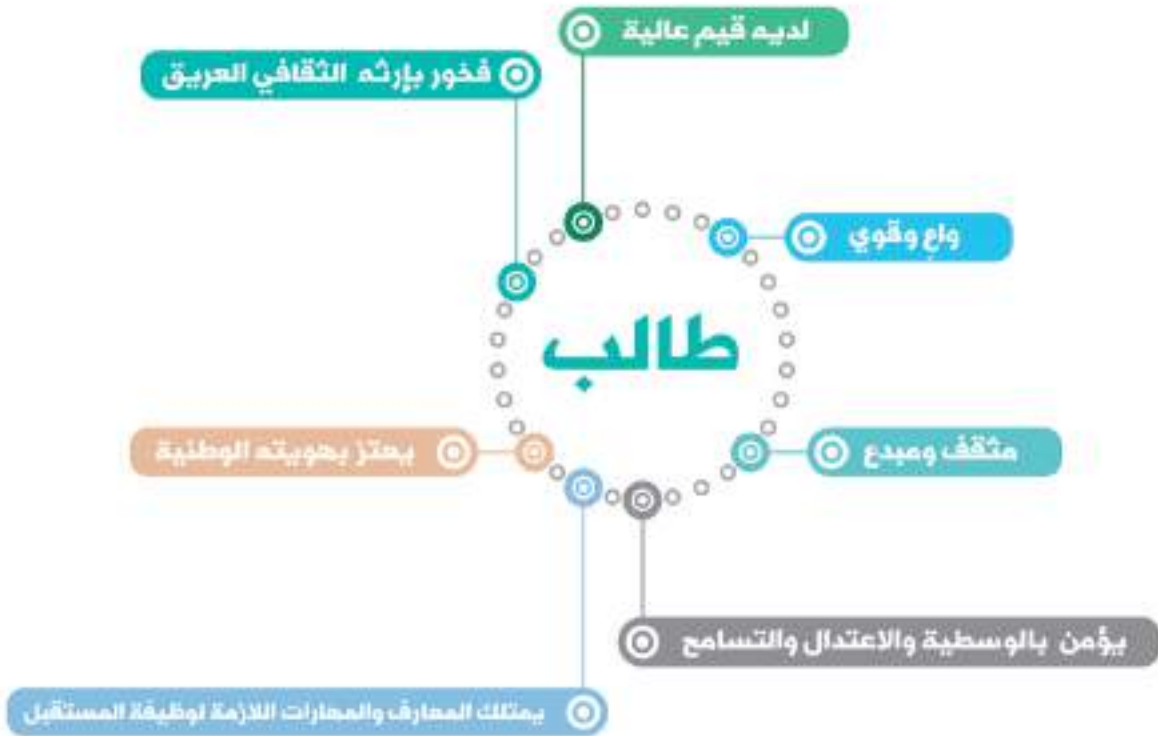 لديه قيم عالية
فخور بإرثه الثقافي العريق
واعٍ وقوي
طالب
مثقف ومبدع
يعتز بهويته الوطنية
يؤمن بالوسطية والاعتدال والتسامح
يمتلك المعارف والمهارات اللازمة لوظيفة المستقبل